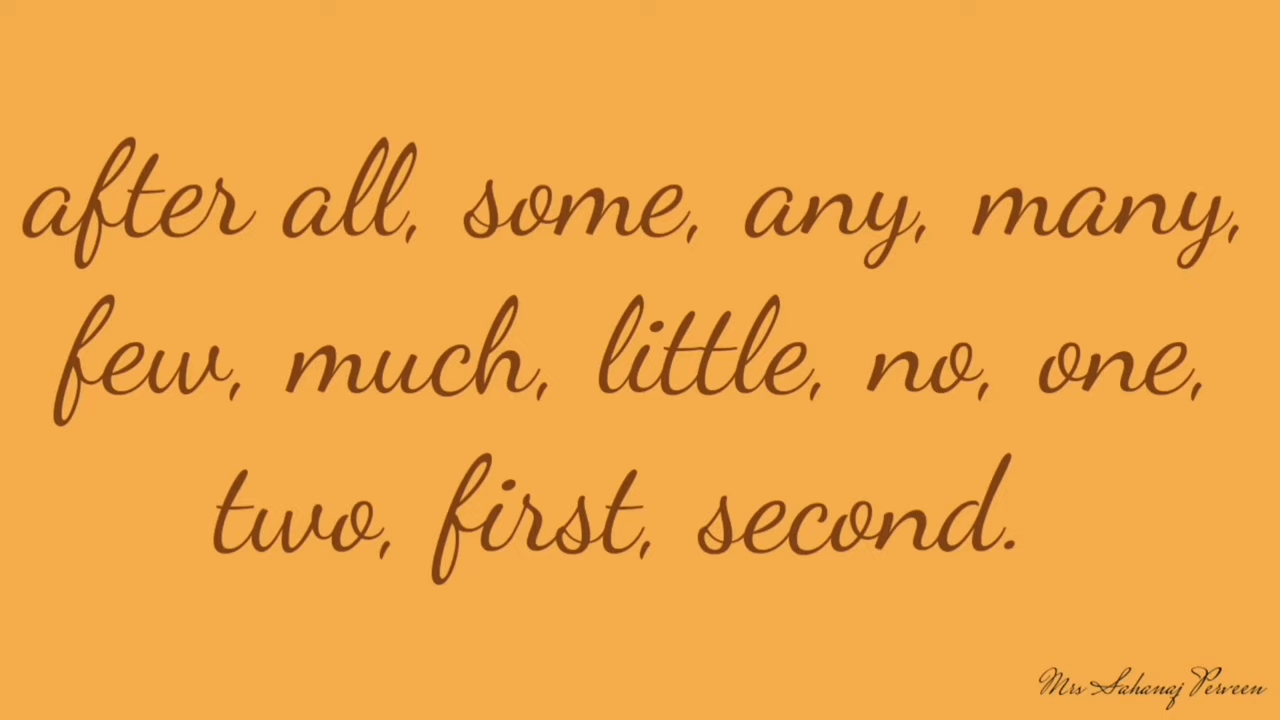 after all, some, any, many,
few, much, little, no, one,
two, first, second.
Mrs Sahanaj Perveen